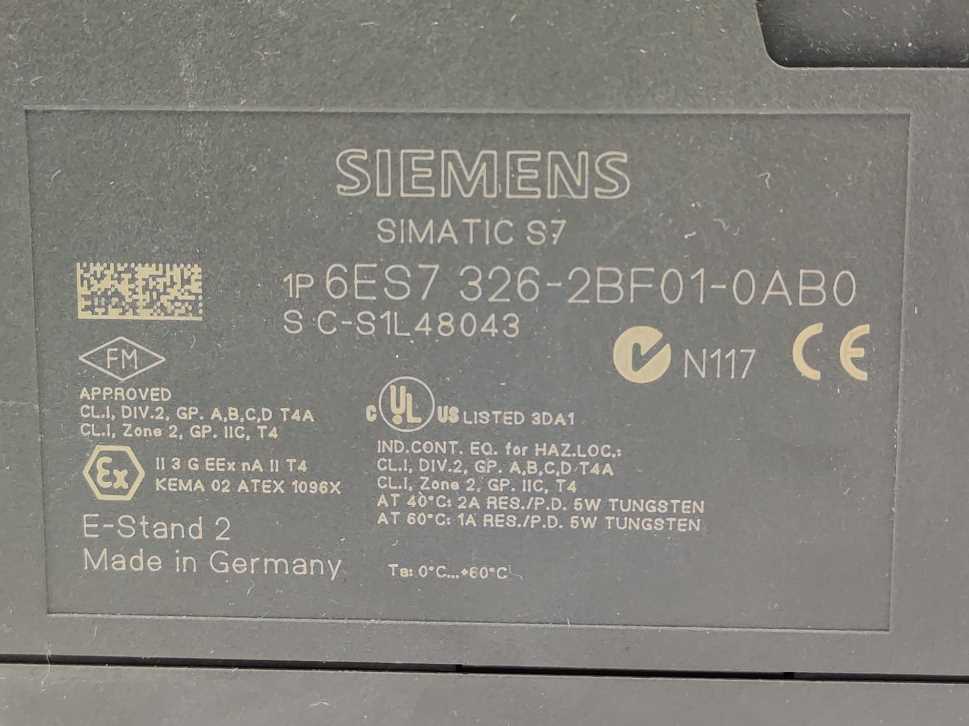 SIEMENS
SIMATIC S7
1P 6ES7 326-2BF01-0AB0
S C-S1L48043
N117 CE
FM
APPROVED
CL.I, DIV.2, GP. A,B,C,D T4A
CL.I, Zone 2, GP. IIC, T4
C UL US LISTED 3DA1
IND.CONT. EQ. for HAZ.LOC.:
CL.I, DIV.2, GP. A,B,C,D T4A
CL.I, Zone 2, GP. IIC, T4
AT 40°C: 2A RES./P.D. 5W TUNGSTEN
AT 60°C: 1A RES./P.D. 5W TUNGSTEN
Ex II 3 G EEx nA II T4
KEMA 02 ATEX 1096X
E-Stand 2
Made in Germany
Ta: 0°C...+60°C